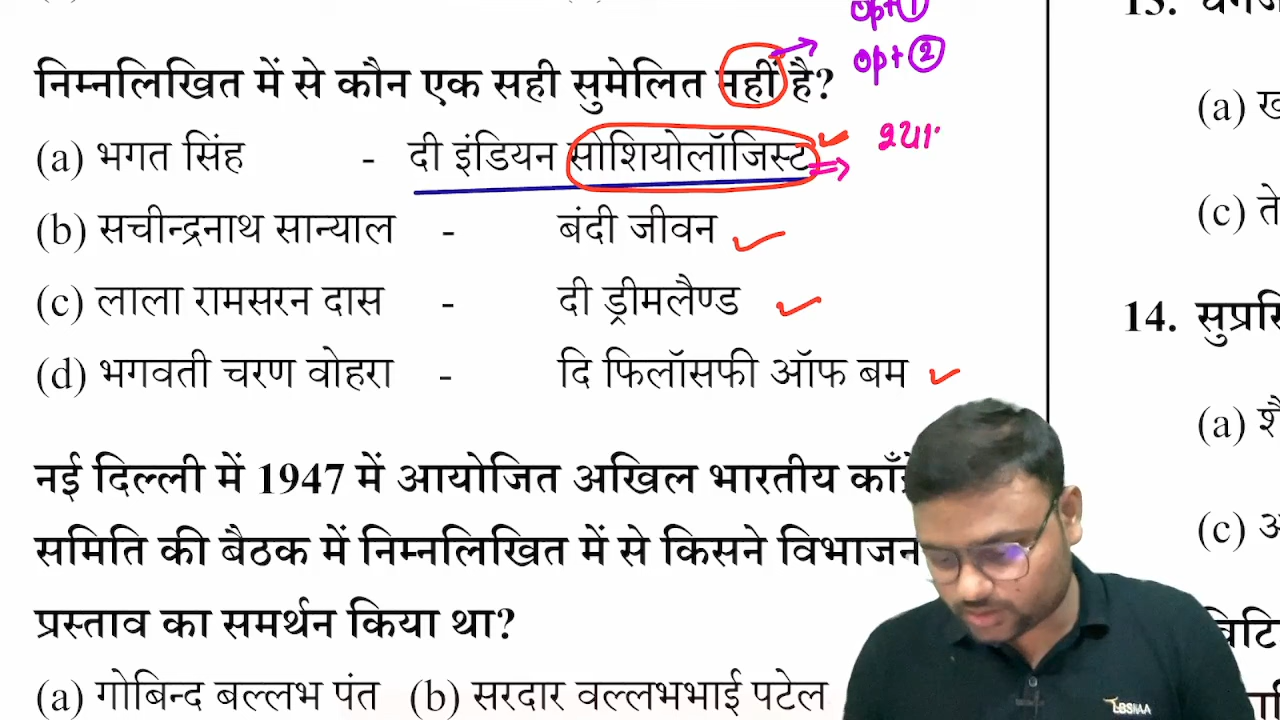 opt ①
opt ②
निम्नलिखित में से कौन एक सही सुमेलित नहीं है?
(a) भगत सिंह - दी इंडियन सोशियोलॉजिस्ट
(b) सचीन्द्रनाथ सान्याल - बंदी जीवन
(c) लाला रामसरन दास - दी ड्रीमलैण्ड
(d) भगवती चरण वोहरा - दि फिलॉसफी ऑफ बम
नई दिल्ली में 1947 में आयोजित अखिल भारतीय
समिति की बैठक में निम्नलिखित में से किसने विभाजन
प्रस्ताव का समर्थन किया था?
(a) गोबिन्द बल्लभ पंत (b) सरदार वल्लभभाई पटेल
13.
(a)
(c)
14.
(a)
(c)
LBSNAA